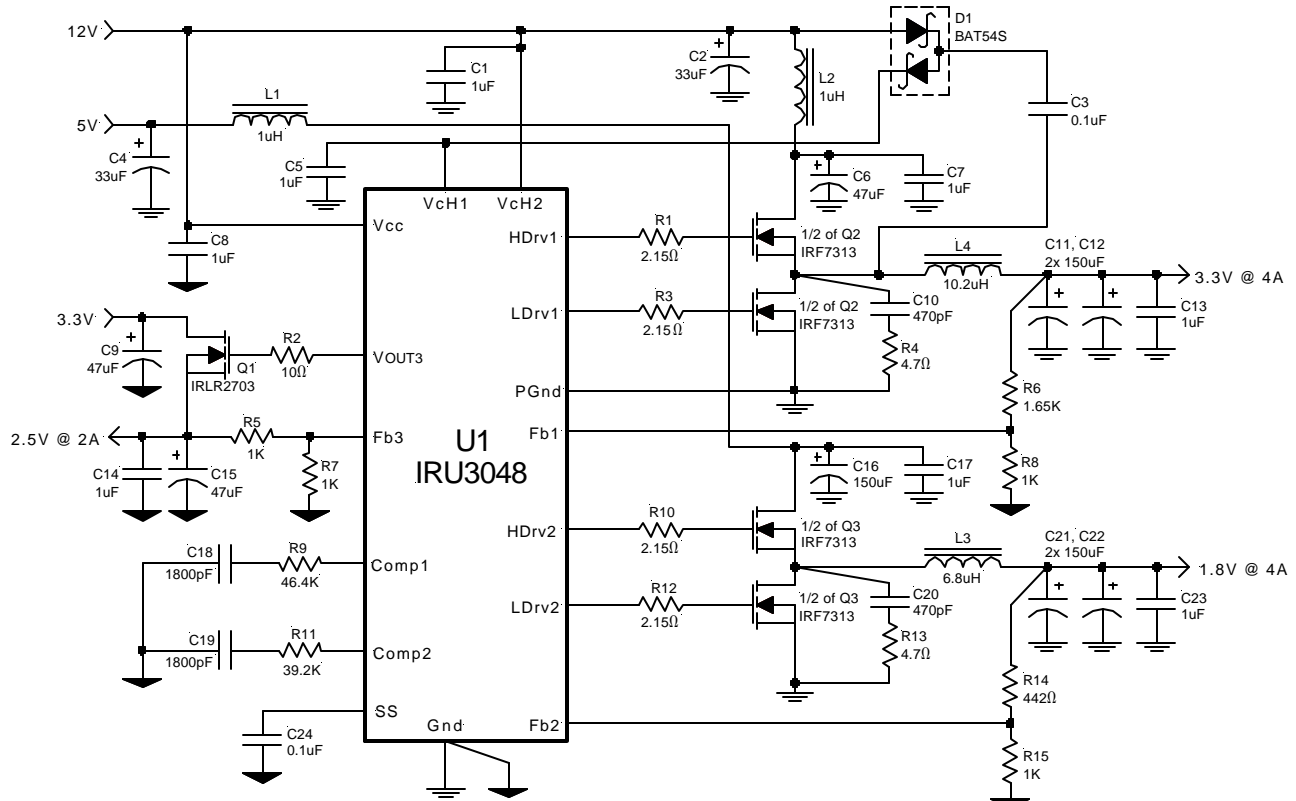 12V
D1
BAT54S
C1
1uF
C2
33uF
L2
1uH
C3
0.1uF
L1
1uH
5V
C4
33uF
C5
1uF
C6
47uF
C7
1uF
VcH1
VcH2
Vcc
C8
1uF
HDrv1
R1
2.15Ω
1/2 of Q2
IRF7313
L4
10.2uH
C11, C12
2x 150uF
3.3V @ 4A
C13
1uF
LDrv1
R3
2.15Ω
1/2 of Q2
IRF7313
C10
470pF
R4
4.7Ω
3.3V
C9
47uF
Q1
IRLR2703
R2
10Ω
VOUT3
PGnd
R6
1.65K
2.5V @ 2A
R5
1K
Fb3
Fb1
U1
IRU3048
C14
1uF
C15
47uF
R7
1K
C16
150uF
C17
1uF
R8
1K
HDrv2
R10
2.15Ω
1/2 of Q3
IRF7313
L3
6.8uH
C21, C22
2x 150uF
1.8V @ 4A
C23
1uF
C18
1800pF
R9
46.4K
Comp1
LDrv2
R12
2.15Ω
1/2 of Q3
IRF7313
C20
470pF
R13
4.7Ω
C19
1800pF
R11
39.2K
Comp2
R14
442Ω
SS
C24
0.1uF
Gnd
Fb2
R15
1K